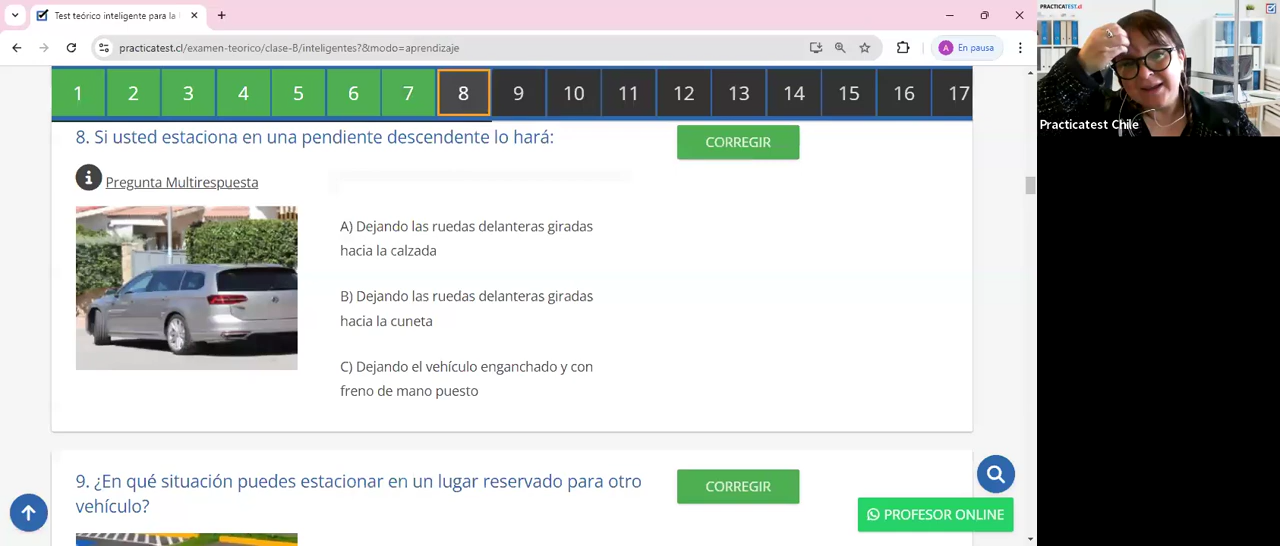 Test teórico inteligente para la
practicatest.cl/examen-teorico/clase-B/inteligentes?&modo=aprendizaje
A
En pausa
PRACTICATEST.cl
1 2 3 4 5 6 7 8 9 10 11 12 13 14 15 16 17
Practicatest Chile
8. Si usted estaciona en una pendiente descendente lo hará:
CORREGIR
Pregunta Multirespuesta
A) Dejando las ruedas delanteras giradas
hacia la calzada
B) Dejando las ruedas delanteras giradas
hacia la cuneta
C) Dejando el vehículo enganchado y con
freno de mano puesto
9. ¿En qué situación puedes estacionar en un lugar reservado para otro
vehículo?
CORREGIR
PROFESOR ONLINE